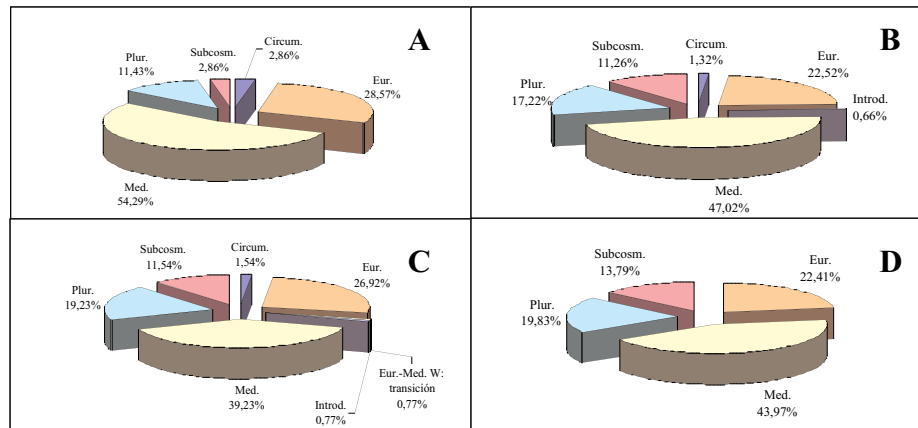 A
Circum.
2,86%
Subcosm.
2,86%
Plur.
11,43%
Eur.
28,57%
Med.
54,29%
B
Circum.
1,32%
Subcosm.
11,26%
Eur.
22,52%
Plur.
17,22%
Introd.
0,66%
Med.
47,02%
C
Circum.
1,54%
Subcosm.
11,54%
Eur.
26,92%
Plur.
19,23%
Eur.-Med. W:
transición
0,77%
Introd.
0,77%
Med.
39,23%
D
Subcosm.
13,79%
Eur.
22,41%
Plur.
19,83%
Med.
43,97%